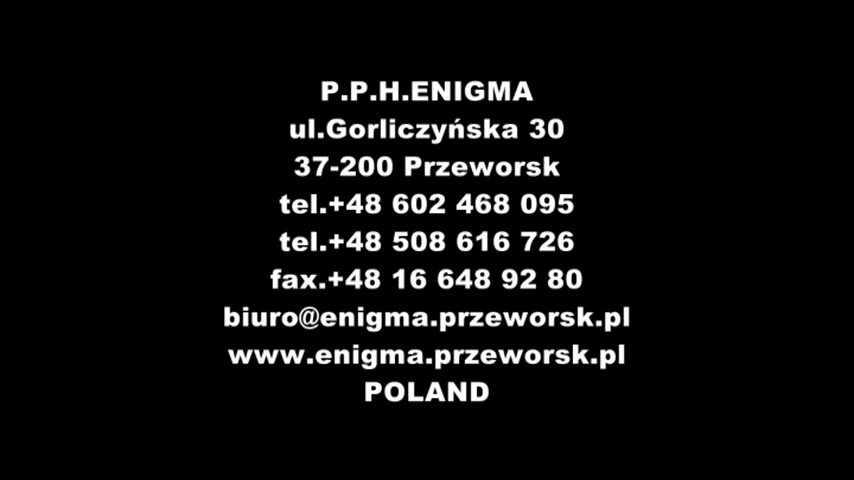 P.P.H.ENIGMA
ul.Gorliczyńska 30
37-200 Przeworsk
tel.+48 602 468 095
tel.+48 508 616 726
fax.+48 16 648 92 80
biuro@enigma.przeworsk.pl
www.enigma.przeworsk.pl
POLAND